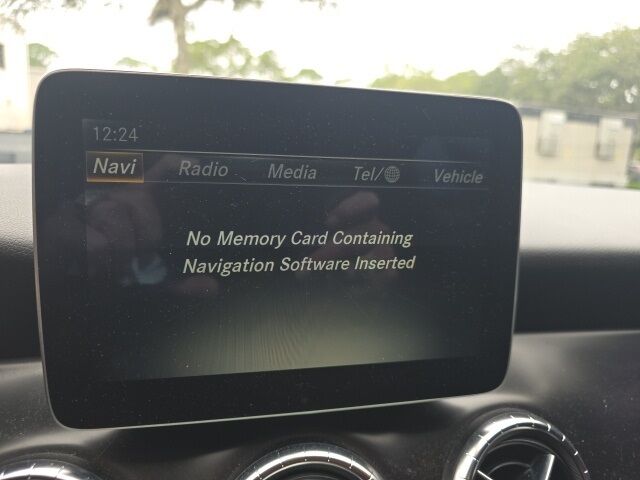 12:24
Navi Radio Media Tel/ Vehicle
No Memory Card Containing
Navigation Software Inserted